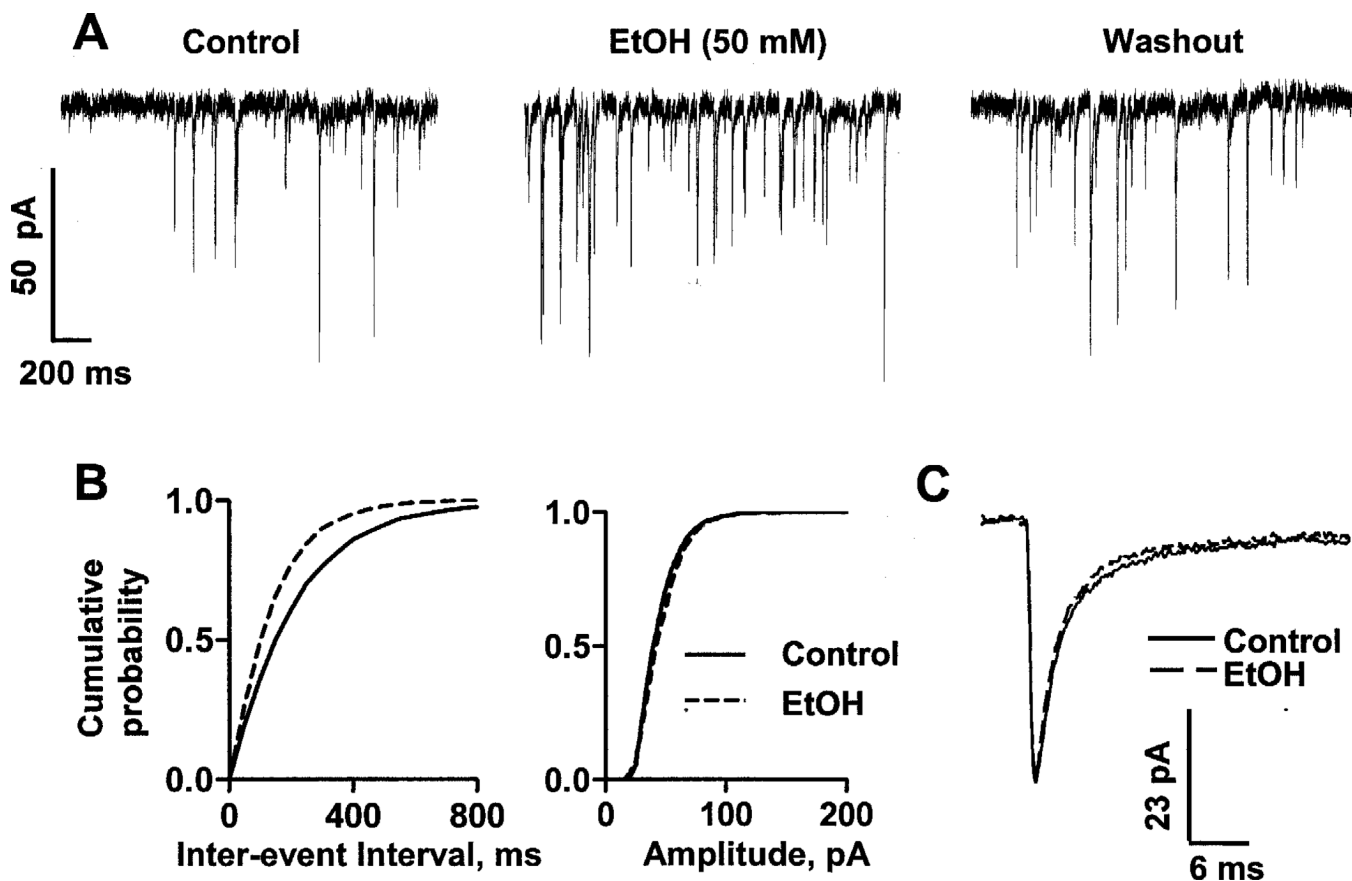 A
Control
EtOH (50 mM)
Washout
50 pA
200 ms
B
1.0
0.5
0.0
0
400
800
Cumulative
probability
Inter-event Interval, ms
1.0
0.5
0.0
0
100
200
Control
EtOH
Amplitude, pA
C
Control
EtOH
23 pA
6 ms